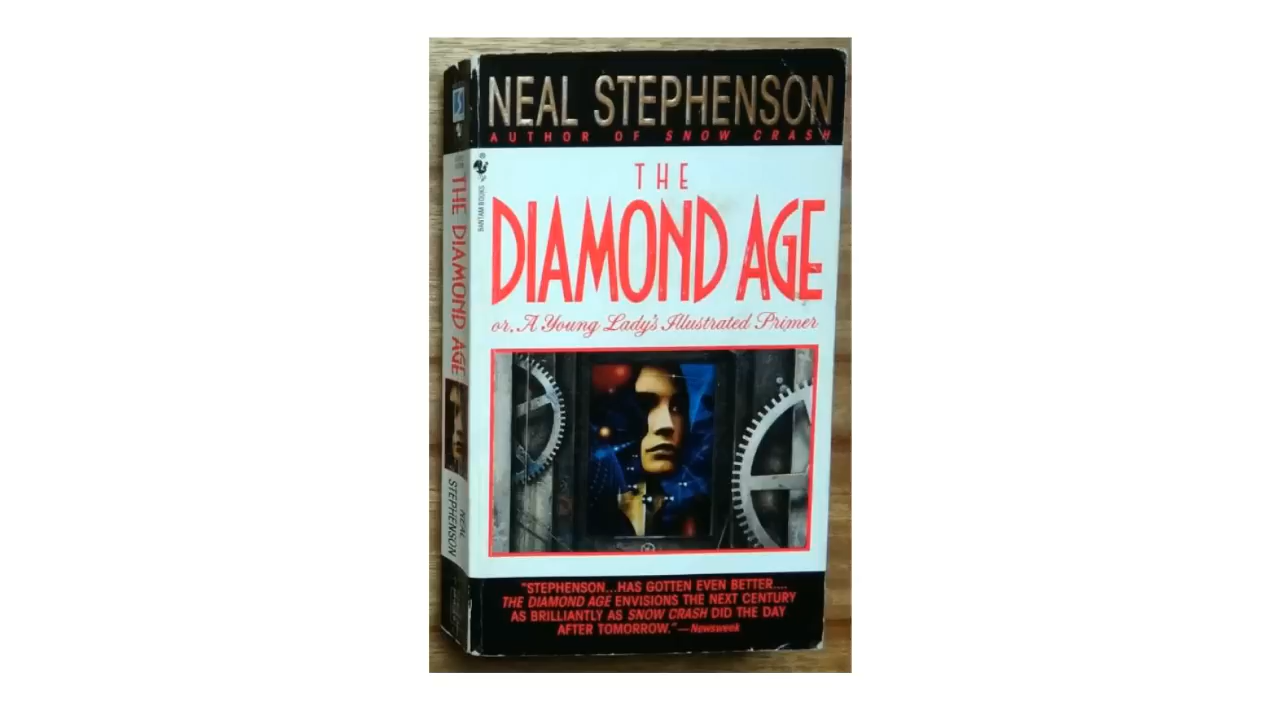 NEAL STEPHENSON
AUTHOR OF SNOW CRASH
BANTAM BOOKS
THE
DIAMOND AGE
or, A Young Lady's Illustrated Primer
"STEPHENSON...HAS GOTTEN EVEN BETTER....
THE DIAMOND AGE ENVISIONS THE NEXT CENTURY
AS BRILLIANTLY AS SNOW CRASH DID THE DAY
AFTER TOMORROW."—Newsweek
THE DIAMOND AGE
NEAL
STEPHENSON